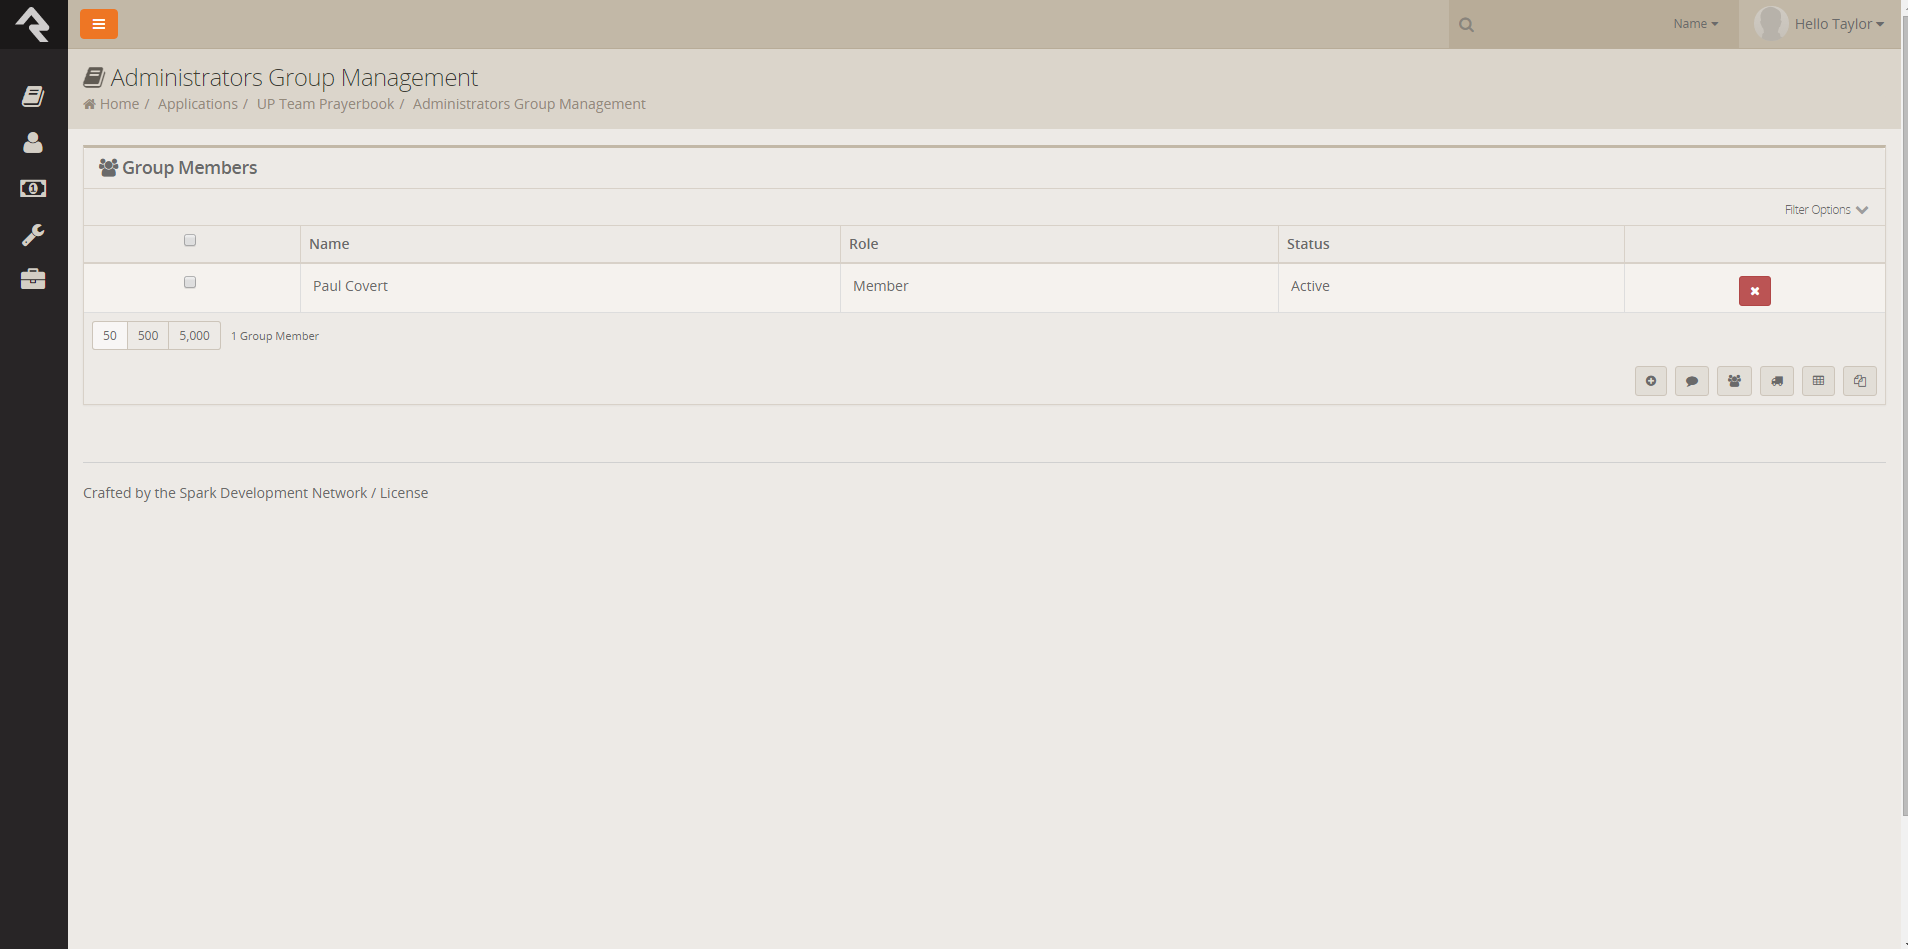 Name
Hello Taylor
Administrators Group Management
Home / Applications / UP Team Prayerbook / Administrators Group Management
Group Members
Filter Options
Name Role Status
Paul Covert Member Active
50 500 5,000 1 Group Member
Crafted by the Spark Development Network / License